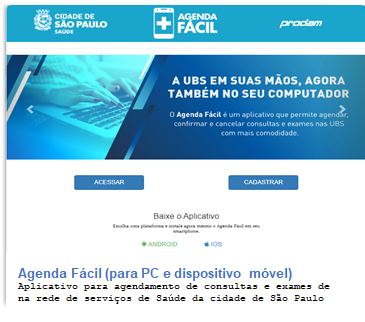 CIDADE DE
SÃO PAULO
SAÚDE
AGENDA
FÁCIL
prodam
A UBS EM SUAS MÃOS, AGORA
TAMBÉM NO SEU COMPUTADOR
O Agenda Fácil é um aplicativo que permite agendar,
confirmar e cancelar consultas e exames nas UBS
com mais comodidade.
ACESSAR
CADASTRAR
Baixe o Aplicativo
Escolha uma plataforma e instale agora mesmo o Agenda Fácil em seu
smartphone.
ANDROID
IOS
Agenda Fácil (para PC e dispositivo móvel)
Aplicativo para agendamento de consultas e exames de
na rede de serviços de Saúde da cidade de São Paulo